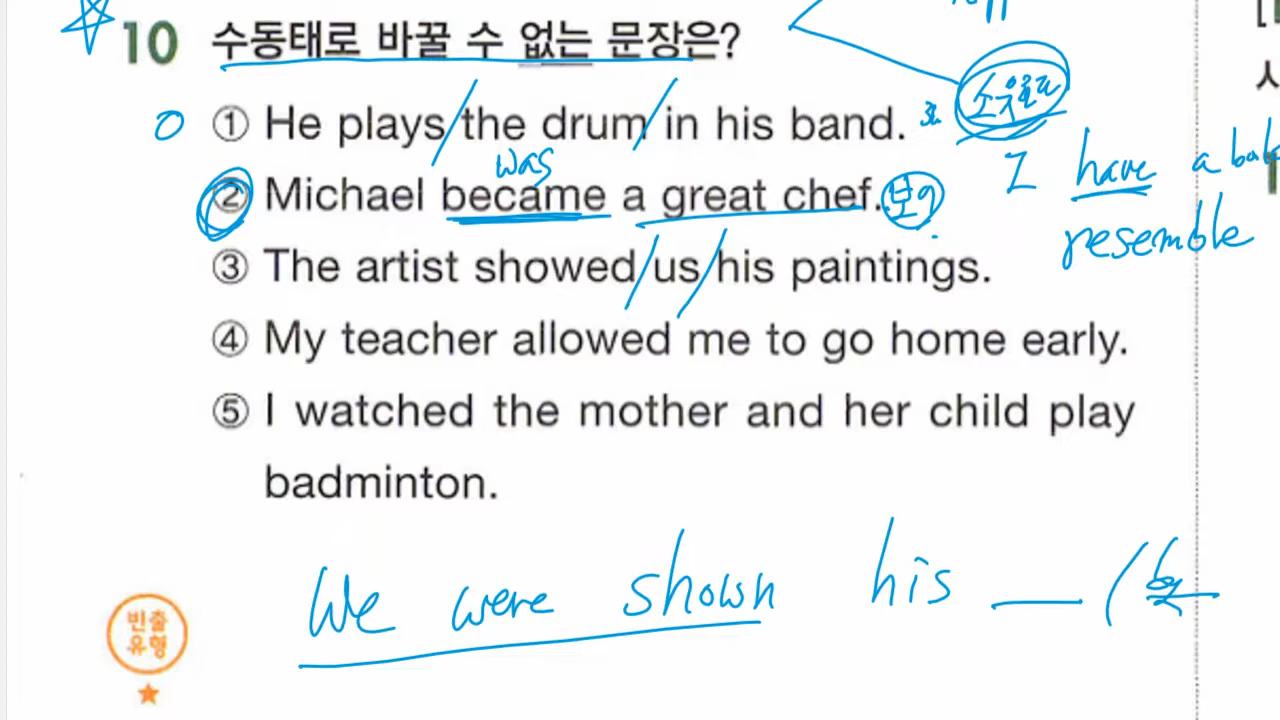 10 수동태로 바꿀 수 없는 문장은?
소유물
① He plays the drum in his band.
I have a
was
② Michael became a great chef. 보어
resemble
③ The artist showed us his paintings.
④ My teacher allowed me to go home early.
⑤ I watched the mother and her child play
badminton.
We were shown his ___ (by
빈출
유형